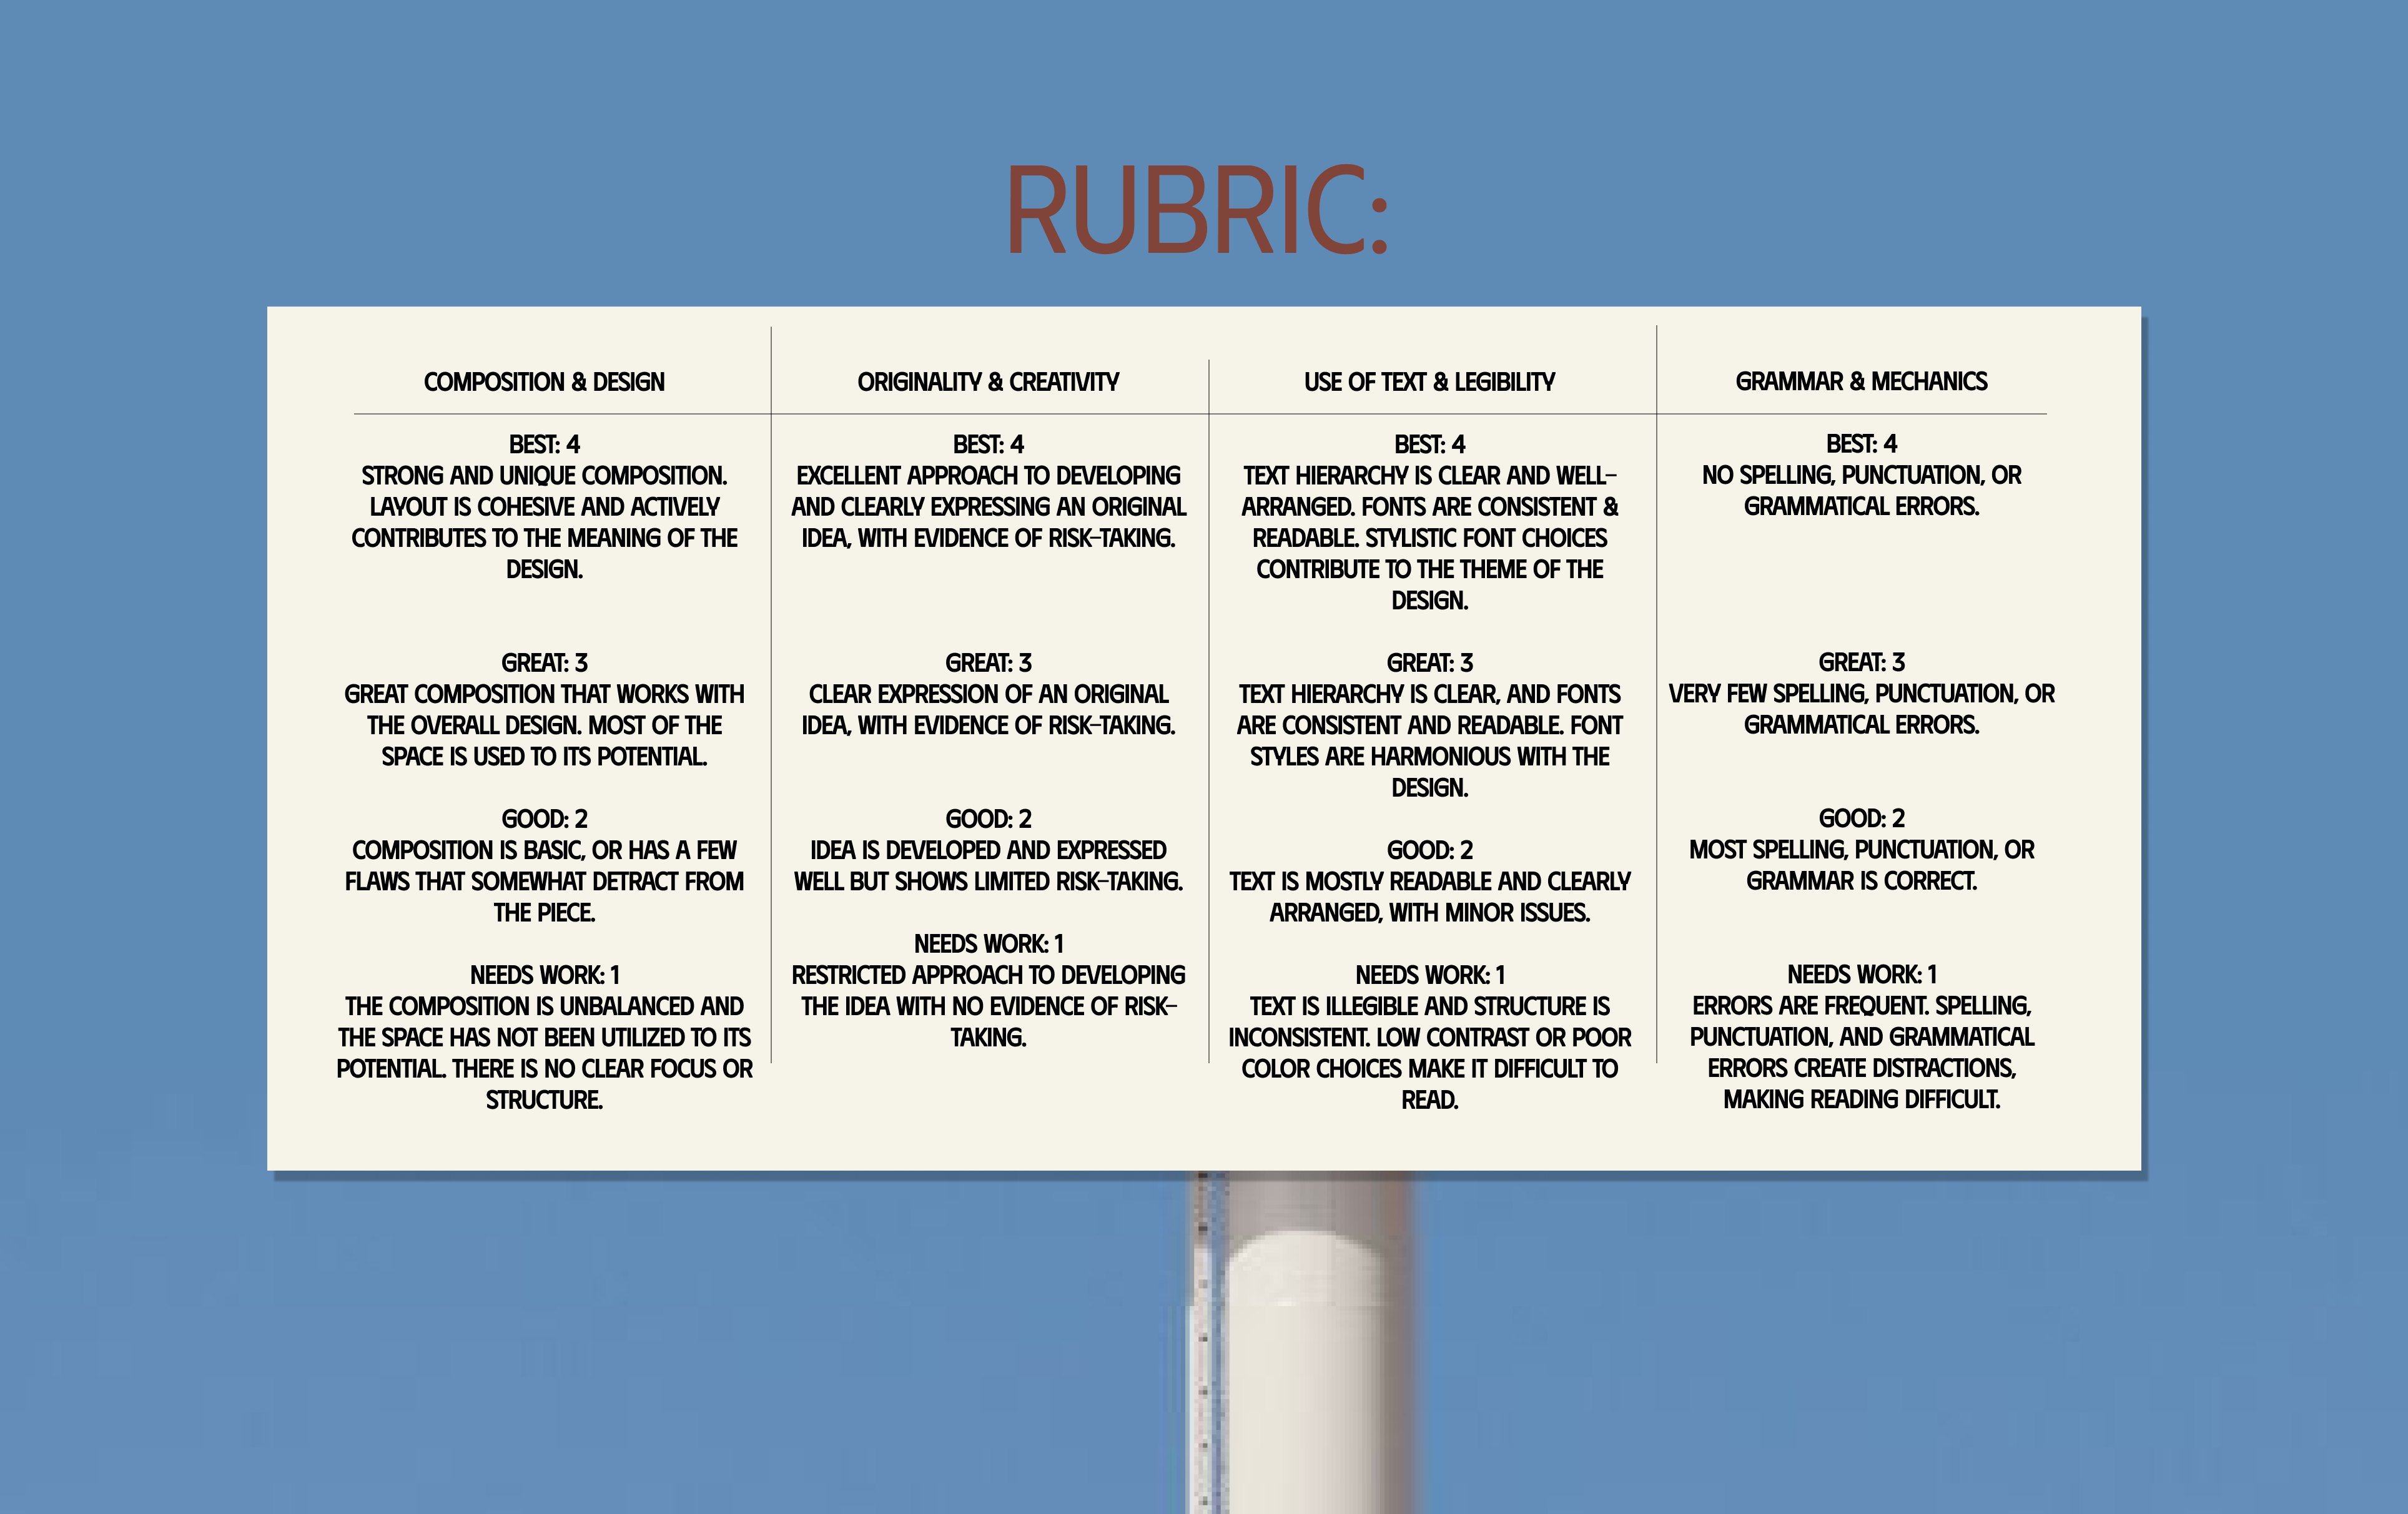 RUBRIC:
COMPOSITION & DESIGN
BEST: 4
STRONG AND UNIQUE COMPOSITION.
LAYOUT IS COHESIVE AND ACTIVELY
CONTRIBUTES TO THE MEANING OF THE
DESIGN.
GREAT: 3
GREAT COMPOSITION THAT WORKS WITH
THE OVERALL DESIGN. MOST OF THE
SPACE IS USED TO ITS POTENTIAL.
GOOD: 2
COMPOSITION IS BASIC, OR HAS A FEW
FLAWS THAT SOMEWHAT DETRACT FROM
THE PIECE.
NEEDS WORK: 1
THE COMPOSITION IS UNBALANCED AND
THE SPACE HAS NOT BEEN UTILIZED TO ITS
POTENTIAL. THERE IS NO CLEAR FOCUS OR
STRUCTURE.
ORIGINALITY & CREATIVITY
BEST: 4
EXCELLENT APPROACH TO DEVELOPING
AND CLEARLY EXPRESSING AN ORIGINAL
IDEA, WITH EVIDENCE OF RISK-TAKING.
GREAT: 3
CLEAR EXPRESSION OF AN ORIGINAL
IDEA, WITH EVIDENCE OF RISK-TAKING.
GOOD: 2
IDEA IS DEVELOPED AND EXPRESSED
WELL BUT SHOWS LIMITED RISK-TAKING.
NEEDS WORK: 1
RESTRICTED APPROACH TO DEVELOPING
THE IDEA WITH NO EVIDENCE OF RISK-
TAKING.
USE OF TEXT & LEGIBILITY
BEST: 4
TEXT HIERARCHY IS CLEAR AND WELL-
ARRANGED. FONTS ARE CONSISTENT &
READABLE. STYLISTIC FONT CHOICES
CONTRIBUTE TO THE THEME OF THE
DESIGN.
GREAT: 3
TEXT HIERARCHY IS CLEAR, AND FONTS
ARE CONSISTENT AND READABLE. FONT
STYLES ARE HARMONIOUS WITH THE
DESIGN.
GOOD: 2
TEXT IS MOSTLY READABLE AND CLEARLY
ARRANGED, WITH MINOR ISSUES.
NEEDS WORK: 1
TEXT IS ILLEGIBLE AND STRUCTURE IS
INCONSISTENT. LOW CONTRAST OR POOR
COLOR CHOICES MAKE IT DIFFICULT TO
READ.
GRAMMAR & MECHANICS
BEST: 4
NO SPELLING, PUNCTUATION, OR
GRAMMATICAL ERRORS.
GREAT: 3
VERY FEW SPELLING, PUNCTUATION, OR
GRAMMATICAL ERRORS.
GOOD: 2
MOST SPELLING, PUNCTUATION, OR
GRAMMAR IS CORRECT.
NEEDS WORK: 1
ERRORS ARE FREQUENT. SPELLING,
PUNCTUATION, AND GRAMMATICAL
ERRORS CREATE DISTRACTIONS,
MAKING READING DIFFICULT.